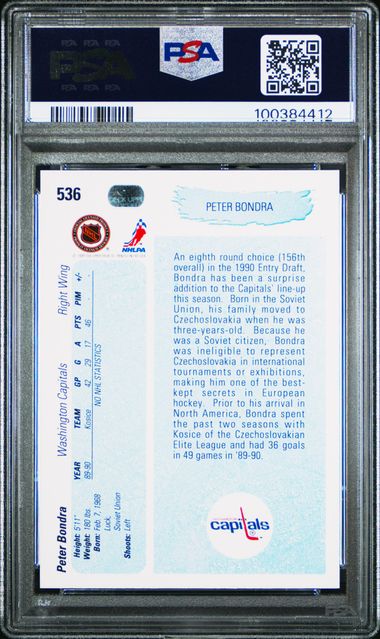 PSA
PSA
100384412
536
UPPER DECK
PETER BONDRA
NHL
NHLPA
An eighth round choice (156th
overall) in the 1990 Entry Draft,
Bondra has been a surprise
addition to the Capitals' line-up
this season. Born in the Soviet
Union, his family moved to
Czechoslovakia when he was
three-years-old. Because he
was a Soviet citizen, Bondra
was ineligible to represent
Czechoslovakia in international
tournaments or exhibitions,
making him one of the best-
kept secrets in European
hockey. Prior to his arrival in
North America, Bondra spent
the past two seasons with
Kosice of the Czechoslovakian
Elite League and had 36 goals
in 49 games in '89-90.
capitals
Peter Bondra Washington Capitals Right Wing
Height: 5'11"
Weight: 180 lbs.
Born: Feb. 7, 1968
Luck,
Soviet Union
Shoots: Left
YEAR TEAM GP G A PTS PIM +/-
89-90 Kosice 42 29 17 46 - -
NO NHL STATISTICS